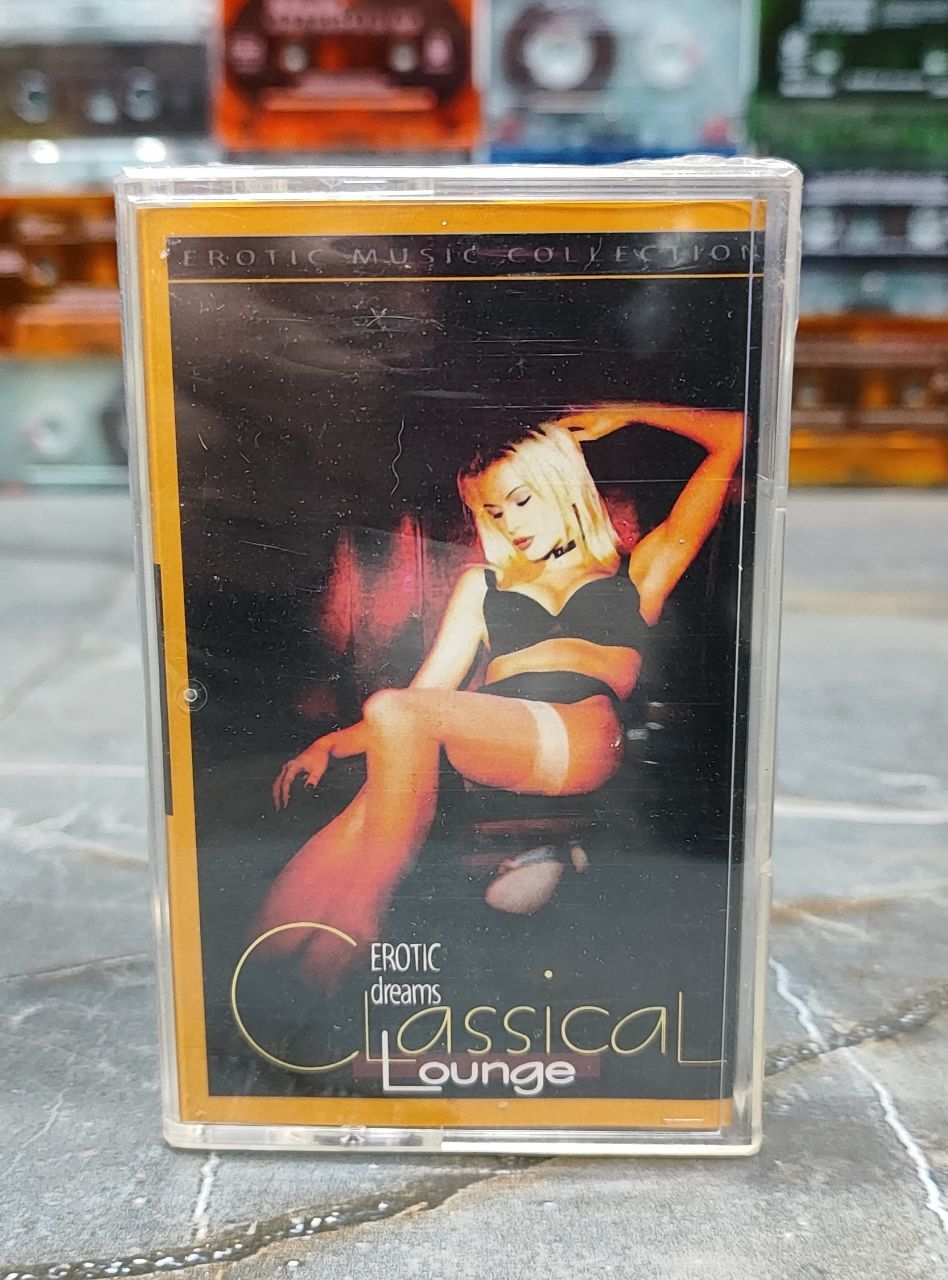 EROTIC MUSIC COLLECTION
EROTIC
dreams
CLassicaL
Lounge